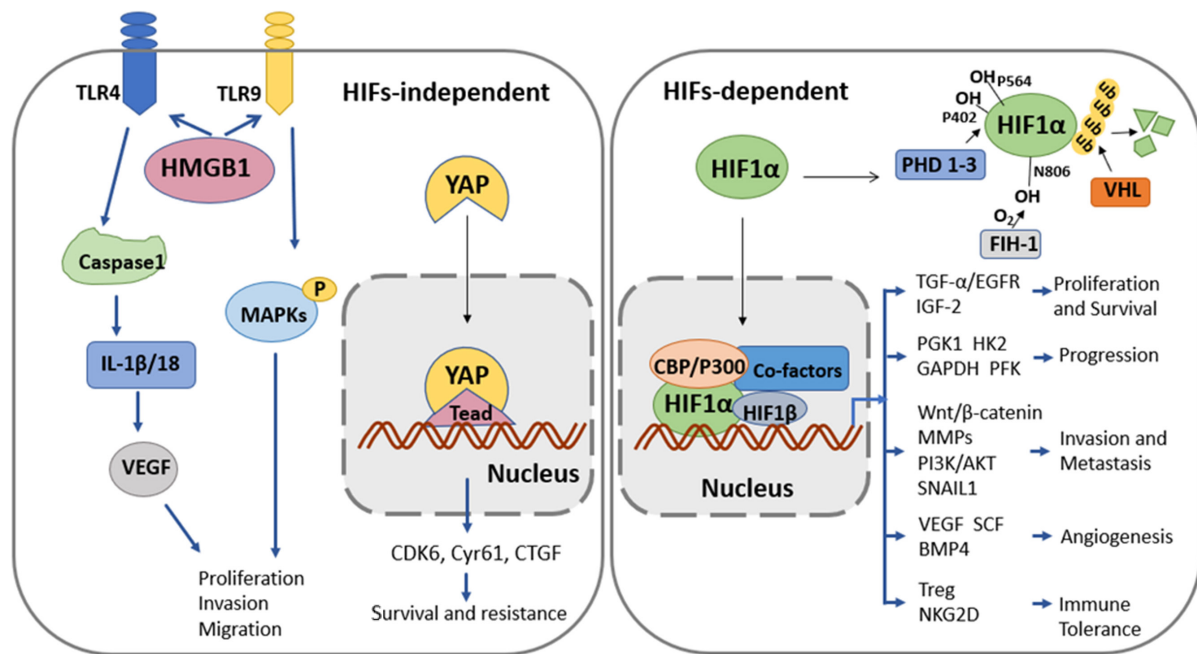 TLR4
TLR9
HIFs-independent
HMGB1
YAP
Caspase1
P
MAPKs
IL-1β/18
YAP
Tead
VEGF
Nucleus
CDK6, Cyr61, CTGF
Proliferation
Invasion
Migration
Survival and resistance
HIFs-dependent
HIF1α
OH
P564
OH
P402
HIF1α
ub
ub
ub
ub
PHD 1-3
N806
VHL
OH
O2
FIH-1
CBP/P300
Co-factors
HIF1α
HIF1β
Nucleus
TGF-α/EGFR
IGF-2
Proliferation
and Survival
PGK1 HK2
GAPDH PFK
Progression
Wnt/β-catenin
MMPs
PI3K/AKT
SNAIL1
Invasion and
Metastasis
VEGF SCF
BMP4
Angiogenesis
Treg
NKG2D
Immune
Tolerance